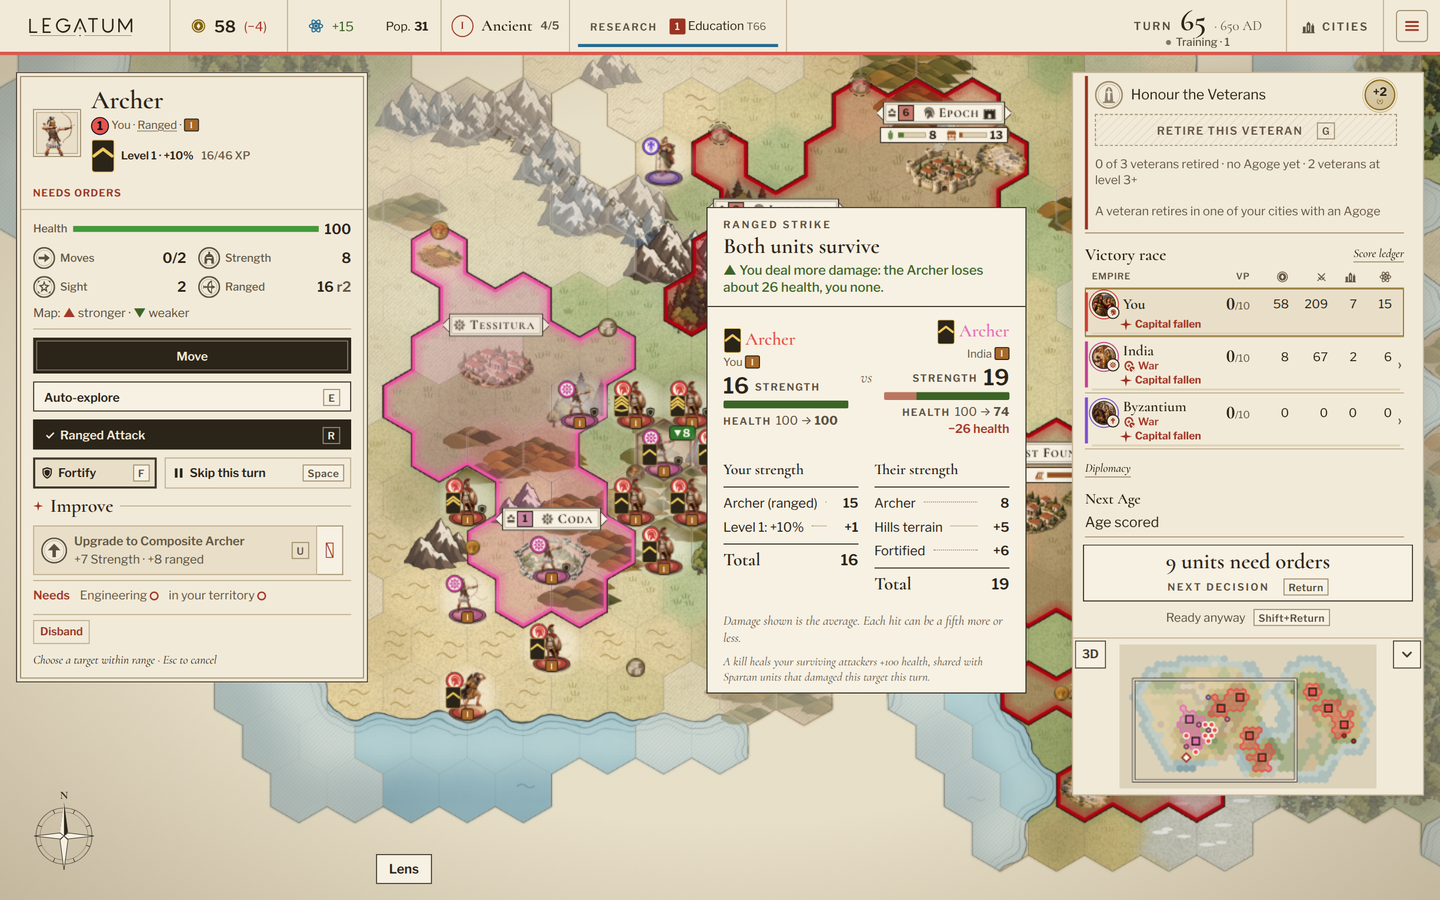 LEGATUM
58 (−4)
+15
Pop. 31
I Ancient 4/5
RESEARCH 1 Education T66
TURN 65 · 650 AD
Training · 1
CITIES
Archer
1 You · Ranged · I
Level 1 · +10% 16/46 XP
NEEDS ORDERS
Health 100
Moves 0/2
Strength 8
Sight 2
Ranged 16 r2
Map: stronger · weaker
Move
Auto-explore E
Ranged Attack R
Fortify F
Skip this turn Space
Improve
Upgrade to Composite Archer
+7 Strength · +8 ranged
U
Needs Engineering in your territory
Disband
Choose a target within range · Esc to cancel
6 EPOCH
8 13
TESSITURA
8
1 CODA
RANGED STRIKE
Both units survive
You deal more damage: the Archer loses
about 26 health, you none.
Archer
You I
16 STRENGTH
HEALTH 100 → 100
vs
Archer
India I
STRENGTH 19
HEALTH 100 → 74
−26 health
Your strength
Archer (ranged) 15
Level 1: +10% +1
Total 16
Their strength
Archer 8
Hills terrain +5
Fortified +6
Total 19
Damage shown is the average. Each hit can be a fifth more or
less.
A kill heals your surviving attackers +100 health, shared with
Spartan units that damaged this target this turn.
Honour the Veterans
+2
RETIRE THIS VETERAN G
0 of 3 veterans retired · no Agoge yet · 2 veterans at
level 3+
A veteran retires in one of your cities with an Agoge
Victory race
Score ledger
EMPIRE VP
You 0/10 58 209 7 15
Capital fallen
India 0/10 8 67 2 6 ›
War
Capital fallen
Byzantium 0/10 0 0 0 0 ›
War
Capital fallen
Diplomacy
Next Age
Age scored
9 units need orders
NEXT DECISION Return
Ready anyway Shift+Return
3D
N
Lens